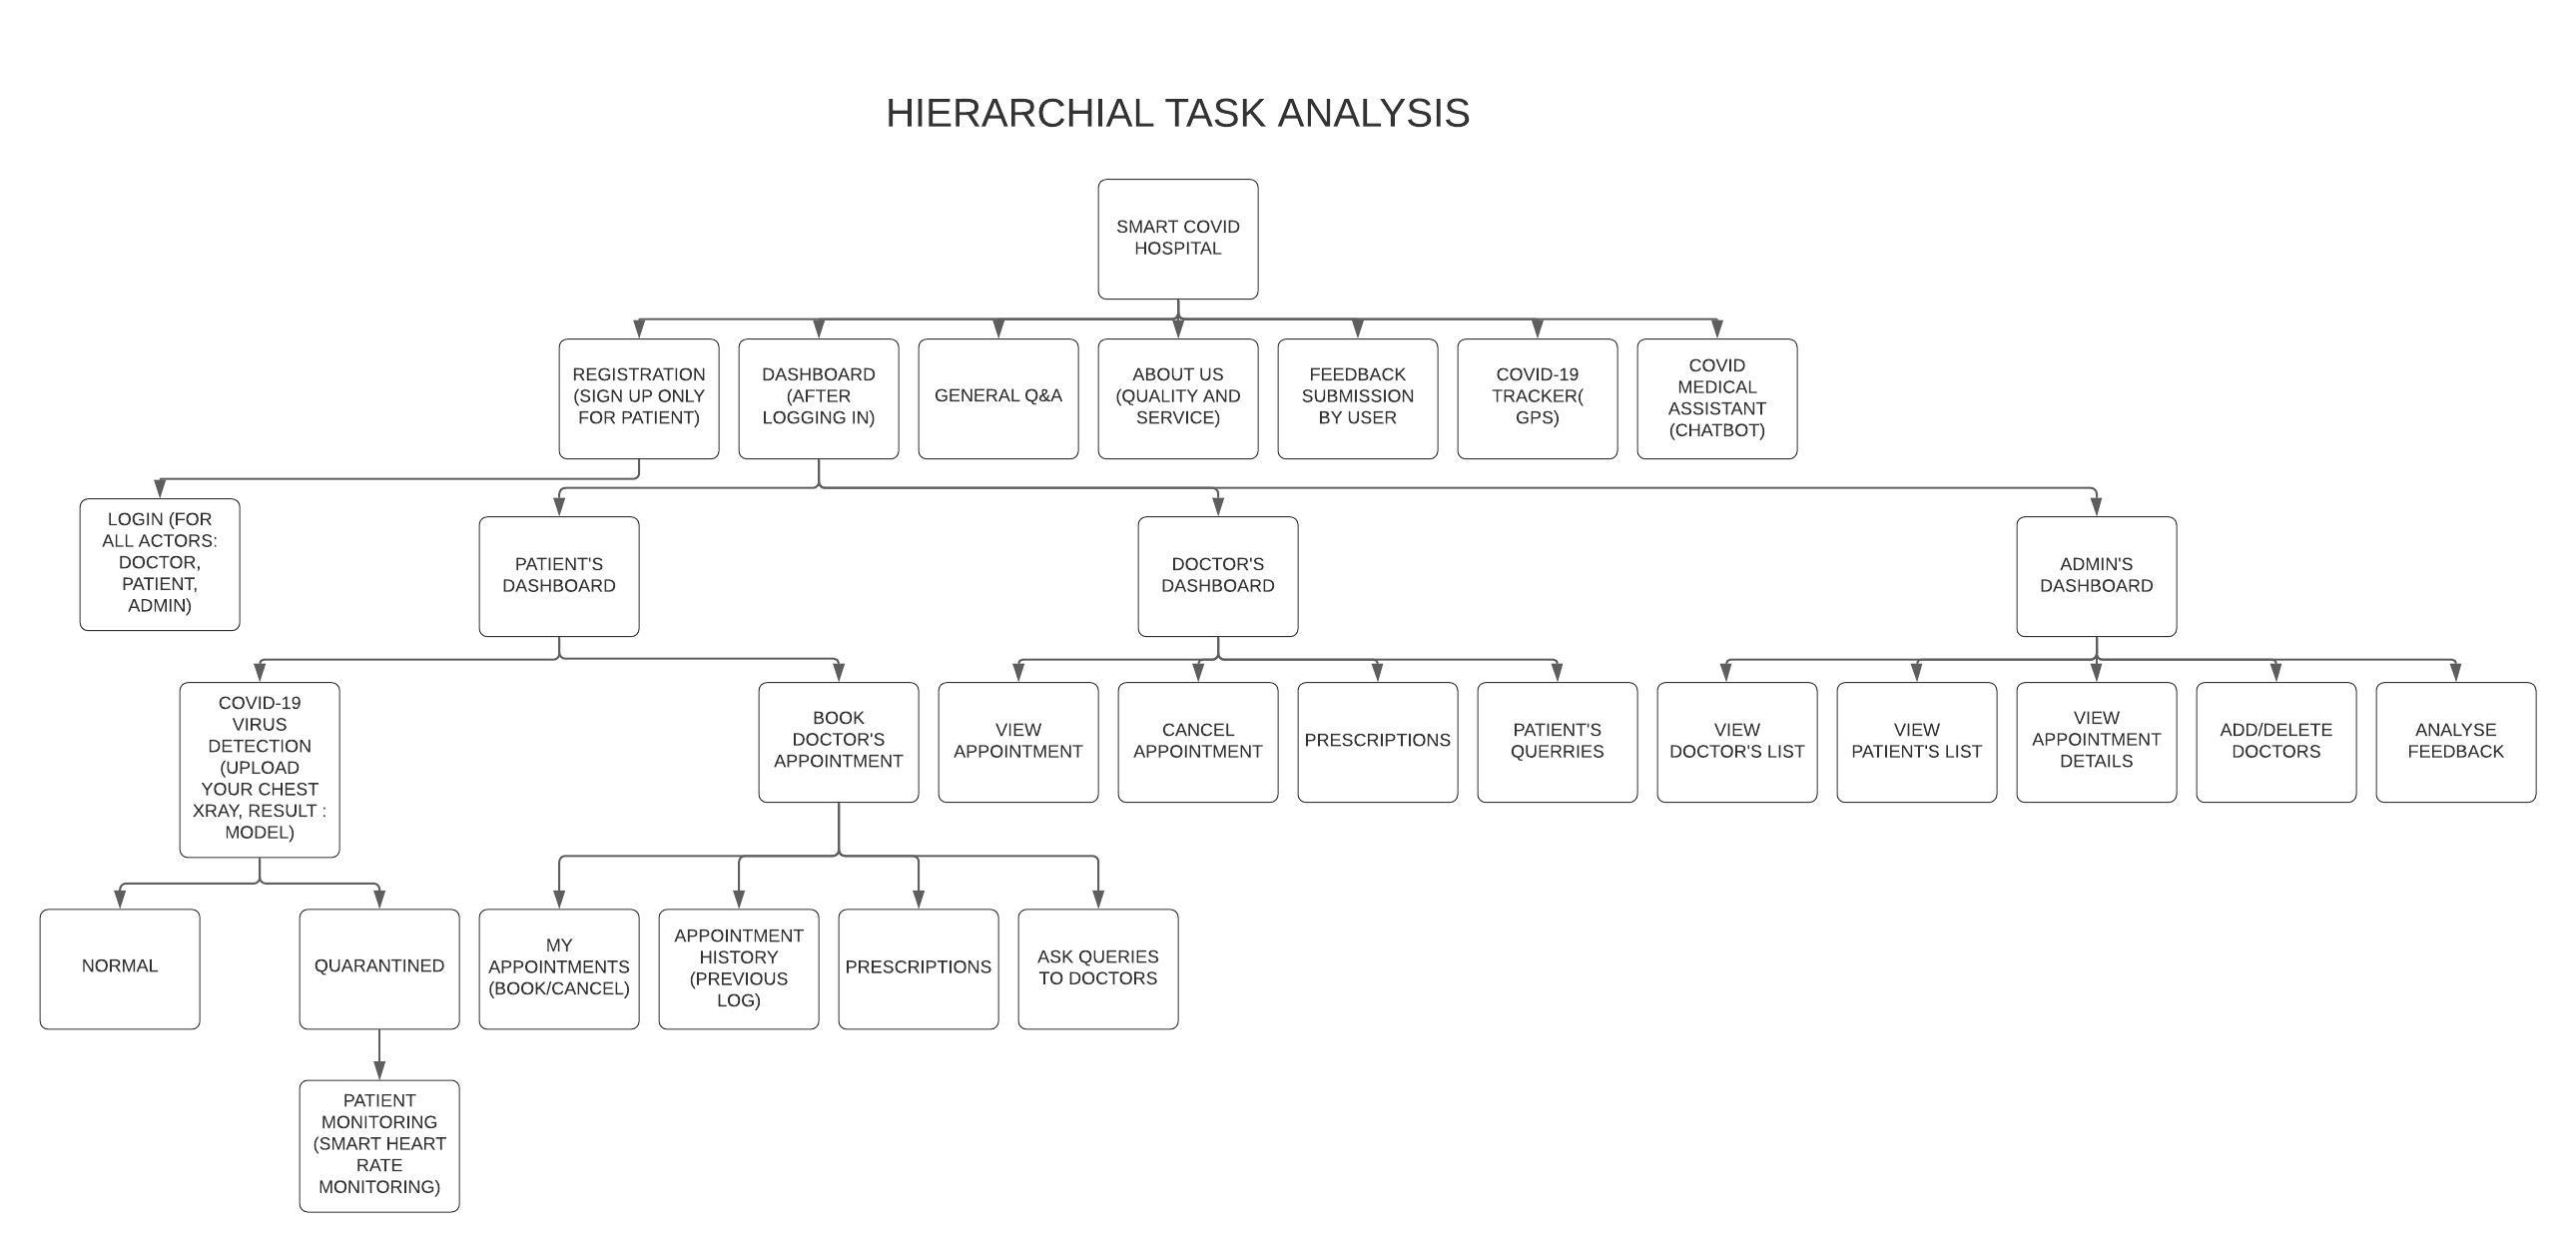 HIERARCHIAL TASK ANALYSIS
SMART COVID
HOSPITAL
REGISTRATION
(SIGN UP ONLY
FOR PATIENT)
DASHBOARD
(AFTER
LOGGING IN)
GENERAL Q&A
ABOUT US
(QUALITY AND
SERVICE)
FEEDBACK
SUBMISSION
BY USER
COVID-19
TRACKER(
GPS)
COVID
MEDICAL
ASSISTANT
(CHATBOT)
LOGIN (FOR
ALL ACTORS:
DOCTOR,
PATIENT,
ADMIN)
PATIENT'S
DASHBOARD
DOCTOR'S
DASHBOARD
ADMIN'S
DASHBOARD
COVID-19
VIRUS
DETECTION
(UPLOAD
YOUR CHEST
XRAY, RESULT :
MODEL)
BOOK
DOCTOR'S
APPOINTMENT
VIEW
APPOINTMENT
CANCEL
APPOINTMENT
PRESCRIPTIONS
PATIENT'S
QUERRIES
VIEW
DOCTOR'S LIST
VIEW
PATIENT'S LIST
VIEW
APPOINTMENT
DETAILS
ADD/DELETE
DOCTORS
ANALYSE
FEEDBACK
NORMAL
QUARANTINED
MY
APPOINTMENTS
(BOOK/CANCEL)
APPOINTMENT
HISTORY
(PREVIOUS
LOG)
PRESCRIPTIONS
ASK QUERIES
TO DOCTORS
PATIENT
MONITORING
(SMART HEART
RATE
MONITORING)